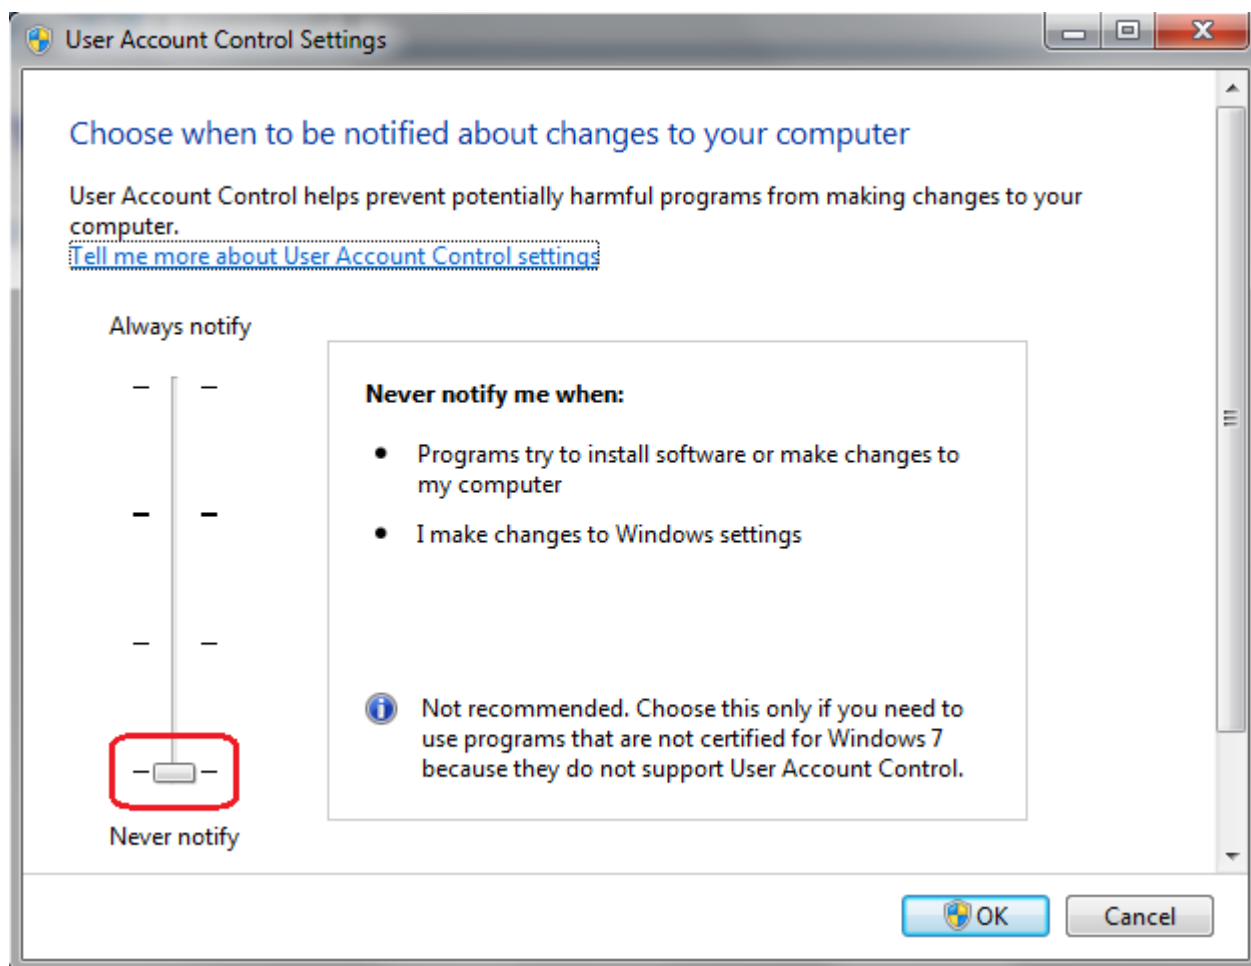 User Account Control Settings
Choose when to be notified about changes to your computer
User Account Control helps prevent potentially harmful programs from making changes to your
computer.
Tell me more about User Account Control settings
Always notify
Never notify me when:
• Programs try to install software or make changes to
my computer
• I make changes to Windows settings
Not recommended. Choose this only if you need to
use programs that are not certified for Windows 7
because they do not support User Account Control.
Never notify
OK
Cancel